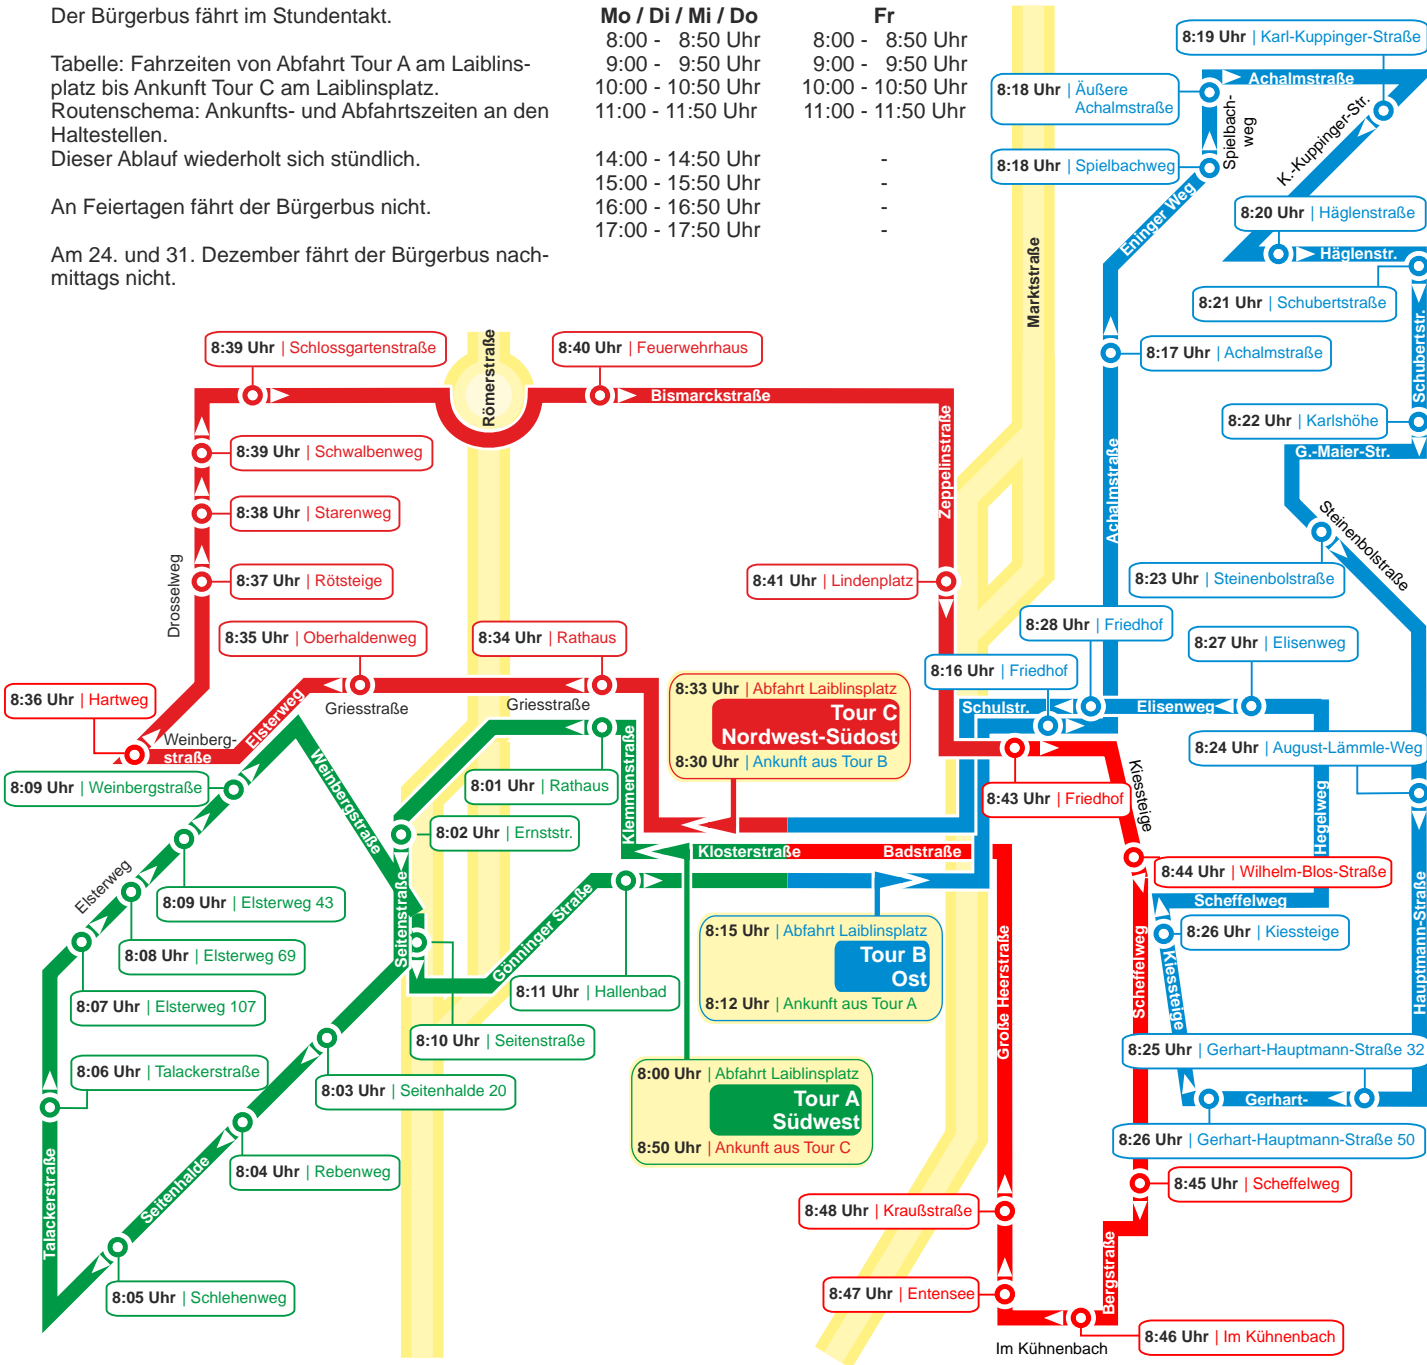 Der Bürgerbus fährt im Stundentakt.
Tabelle: Fahrzeiten von Abfahrt Tour A am Laiblins-
platz bis Ankunft Tour C am Laiblinsplatz.
Routenschema: Ankunfts- und Abfahrtszeiten an den
Haltestellen.
Dieser Ablauf wiederholt sich stündlich.
An Feiertagen fährt der Bürgerbus nicht.
Am 24. und 31. Dezember fährt der Bürgerbus nach-
mittags nicht.
Mo / Di / Mi / Do Fr
8:00 - 8:50 Uhr 8:00 - 8:50 Uhr
9:00 - 9:50 Uhr 9:00 - 9:50 Uhr
10:00 - 10:50 Uhr 10:00 - 10:50 Uhr
11:00 - 11:50 Uhr 11:00 - 11:50 Uhr
14:00 - 14:50 Uhr -
15:00 - 15:50 Uhr -
16:00 - 16:50 Uhr -
17:00 - 17:50 Uhr -
8:19 Uhr | Karl-Kuppinger-Straße
Achalmstraße
8:18 Uhr | Äußere
Achalmstraße
Spielbach-
weg
K.-Kuppinger-Str.
8:18 Uhr | Spielbachweg
Eninger Weg
8:20 Uhr | Häglenstraße
Häglenstr.
8:21 Uhr | Schubertstraße
Schubertstr.
Marktstraße
8:17 Uhr | Achalmstraße
8:22 Uhr | Karlshöhe
G.-Maier-Str.
Achalmstraße
Steinenbolstraße
8:23 Uhr | Steinenbolstraße
8:39 Uhr | Schlossgartenstraße
Römerstraße
8:40 Uhr | Feuerwehrhaus
Bismarckstraße
8:39 Uhr | Schwalbenweg
8:38 Uhr | Starenweg
Zeppelinstraße
Drosselweg
8:37 Uhr | Rötsteige
8:41 Uhr | Lindenplatz
8:35 Uhr | Oberhaldenweg
8:34 Uhr | Rathaus
8:28 Uhr | Friedhof
8:27 Uhr | Elisenweg
8:16 Uhr | Friedhof
8:36 Uhr | Hartweg
Elsterweg
Griesstraße
Griesstraße
8:33 Uhr | Abfahrt Laiblinsplatz
Tour C
Nordwest-Südost
8:30 Uhr | Ankunft aus Tour B
Schulstr.
Elisenweg
Weinberg-
straße
8:24 Uhr | August-Lämmle-Weg
8:09 Uhr | Weinbergstraße
Weinbergstraße
8:01 Uhr | Rathaus
Klemmenstraße
8:43 Uhr | Friedhof
Kiessteige
Hegelweg
8:02 Uhr | Ernststr.
Klosterstraße
Badstraße
8:44 Uhr | Wilhelm-Blos-Straße
Elsterweg
8:09 Uhr | Elsterweg 43
Seitenstraße
Gönninger Straße
Scheffelweg
8:15 Uhr | Abfahrt Laiblinsplatz
Tour B
Ost
8:12 Uhr | Ankunft aus Tour A
8:26 Uhr | Kiessteige
Kiessteige
8:08 Uhr | Elsterweg 69
8:11 Uhr | Hallenbad
8:07 Uhr | Elsterweg 107
Große Heerstraße
Scheffelweg
Hauptmann-Straße
8:10 Uhr | Seitenstraße
8:25 Uhr | Gerhart-Hauptmann-Straße 32
8:06 Uhr | Talackerstraße
8:03 Uhr | Seitenhalde 20
8:00 Uhr | Abfahrt Laiblinsplatz
Tour A
Südwest
8:50 Uhr | Ankunft aus Tour C
Gerhart-
8:26 Uhr | Gerhart-Hauptmann-Straße 50
8:04 Uhr | Rebenweg
Talackerstraße
Seitenhalde
8:45 Uhr | Scheffelweg
8:48 Uhr | Kraußstraße
Bergstraße
8:05 Uhr | Schlehenweg
8:47 Uhr | Entensee
8:46 Uhr | Im Kühnenbach
Im Kühnenbach